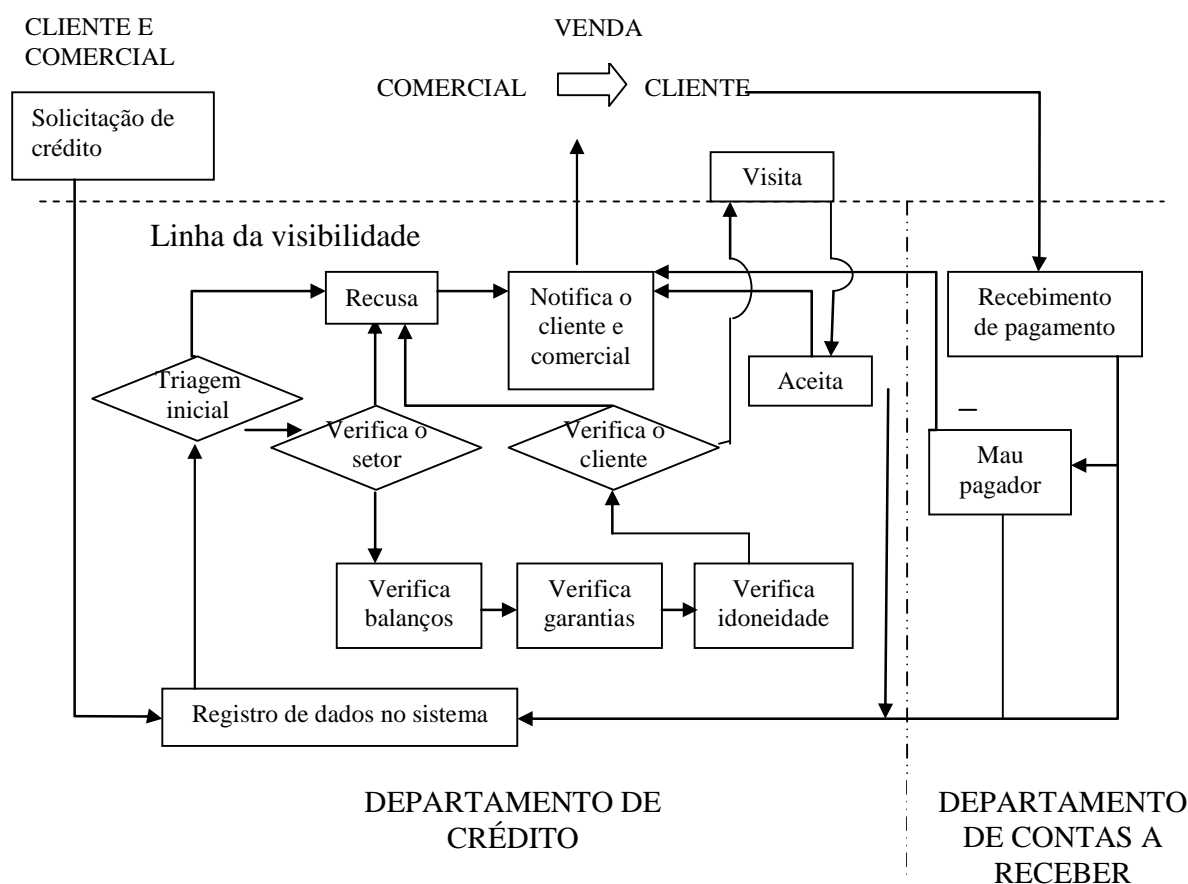 CLIENTE E
COMERCIAL
VENDA
COMERCIAL
CLIENTE
Solicitação de
crédito
Visita
Linha da visibilidade
Recusa
Notifica o
cliente e
comercial
Recebimento
de pagamento
Triagem
inicial
Aceita
Verifica o
setor
Verifica o
cliente
Mau
pagador
Verifica
balanços
Verifica
garantias
Verifica
idoneidade
Registro de dados no sistema
DEPARTAMENTO DE
CRÉDITO
DEPARTAMENTO
DE CONTAS A
RECEBER